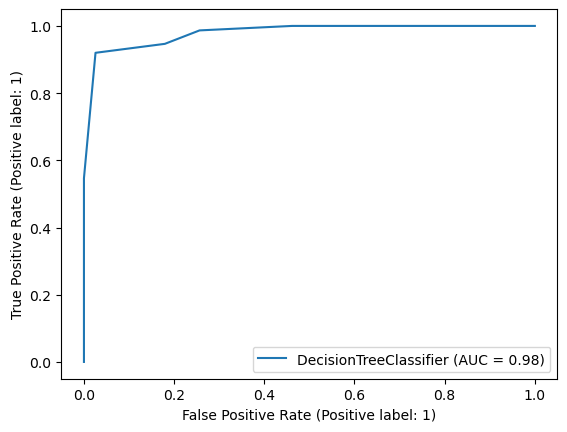 1.0
0.8
0.6
0.4
0.2
0.0
True Positive Rate (Positive label: 1)
DecisionTreeClassifier (AUC = 0.98)
0.0 0.2 0.4 0.6 0.8 1.0
False Positive Rate (Positive label: 1)